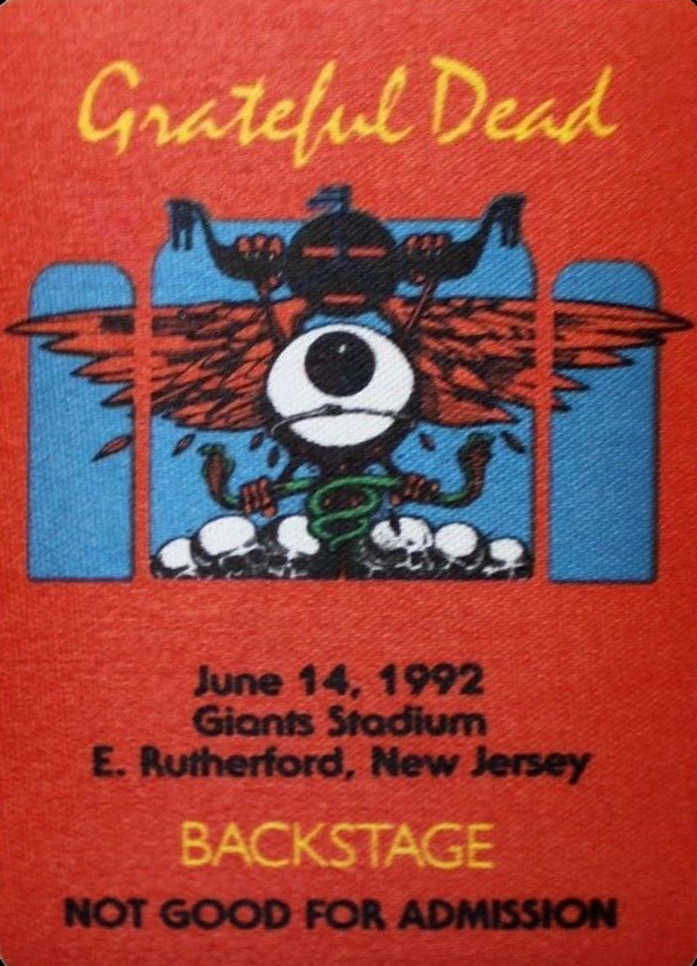 Grateful Dead
June 14, 1992
Giants Stadium
E. Rutherford, New Jersey
BACKSTAGE
NOT GOOD FOR ADMISSION